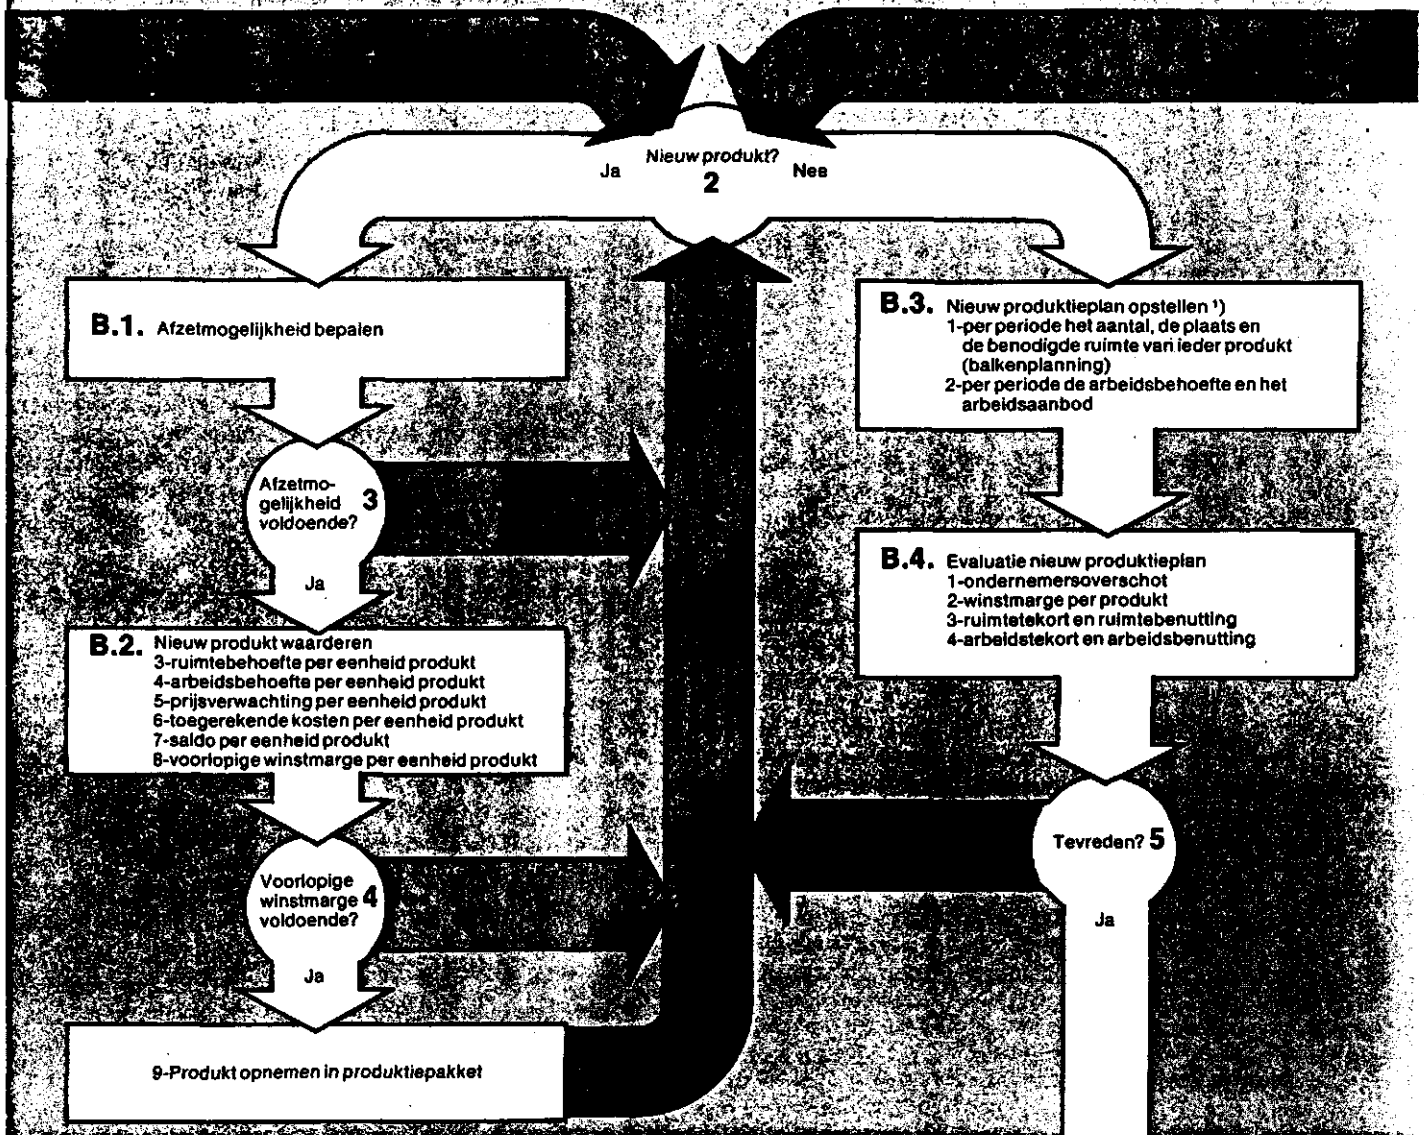 Nieuw produkt?
Ja
2
Nee
B.1. Afzetmogelijkheid bepalen
Afzetmo-
gelijkheid 3
voldoende?
Ja
B.2. Nieuw produkt waarderen
3-ruimtebehoefte per eenheid produkt
4-arbeidsbehoefte per eenheid produkt
5-prijsverwachting per eenheid produkt
6-toegerekende kosten per eenheid produkt
7-saldo per eenheid produkt
8-voorlopige winstmarge per eenheid produkt
Voorlopige
winstmarge 4
voldoende?
Ja
9-Produkt opnemen in produktiepakket
B.3. Nieuw produktieplan opstellen ¹)
1-per periode het aantal, de plaats en
de benodigde ruimte van ieder produkt
(balkenplanning)
2-per periode de arbeidsbehoefte en het
arbeidsaanbod
B.4. Evaluatie nieuw produktieplan
1-ondernemersoverschot
2-winstmarge per produkt
3-ruimtetekort en ruimtebenutting
4-arbeidstekort en arbeidsbenutting
Tevreden? 5
Ja